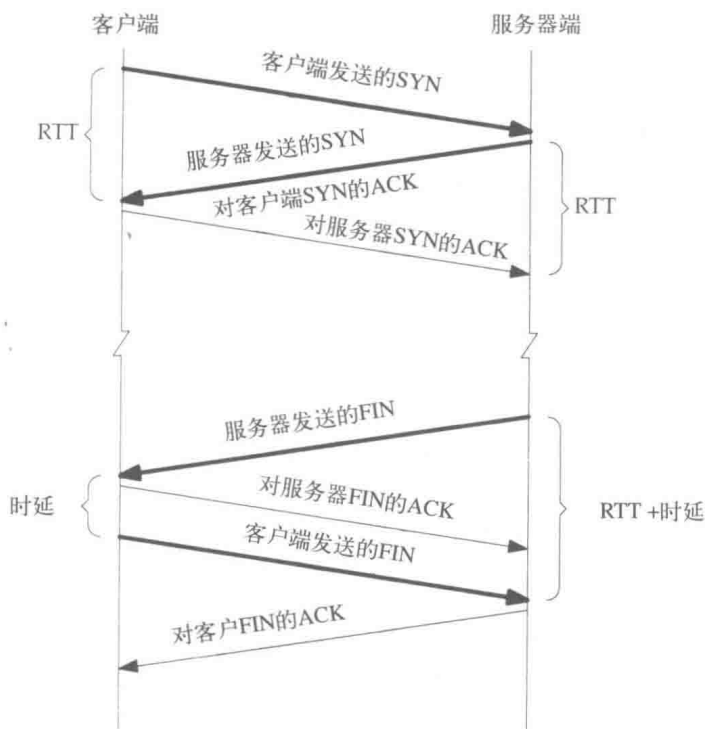 客户端
服务器端
客户端发送的SYN
RTT
服务器发送的SYN
对客户端SYN的ACK
RTT
对服务器SYN的ACK
服务器发送的FIN
时延
对服务器FIN的ACK
RTT +时延
客户端发送的FIN
对客户FIN的ACK